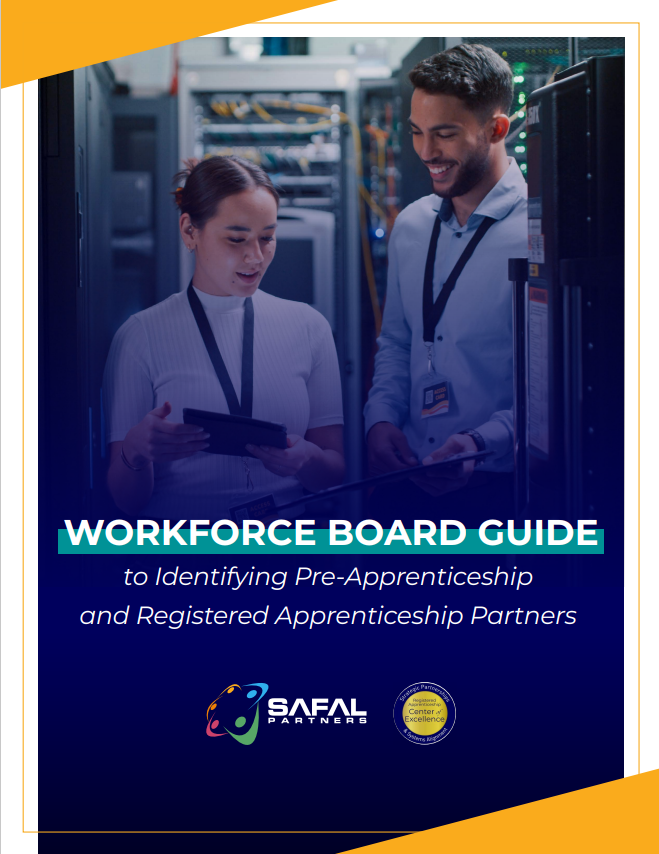 WORKFORCE BOARD GUIDE
to Identifying Pre-Apprenticeship
and Registered Apprenticeship Partners
SAFAL
PARTNERS
Strategic Partnerships
Registered
Apprenticeship
Center of
Excellence
& Systems Alignment